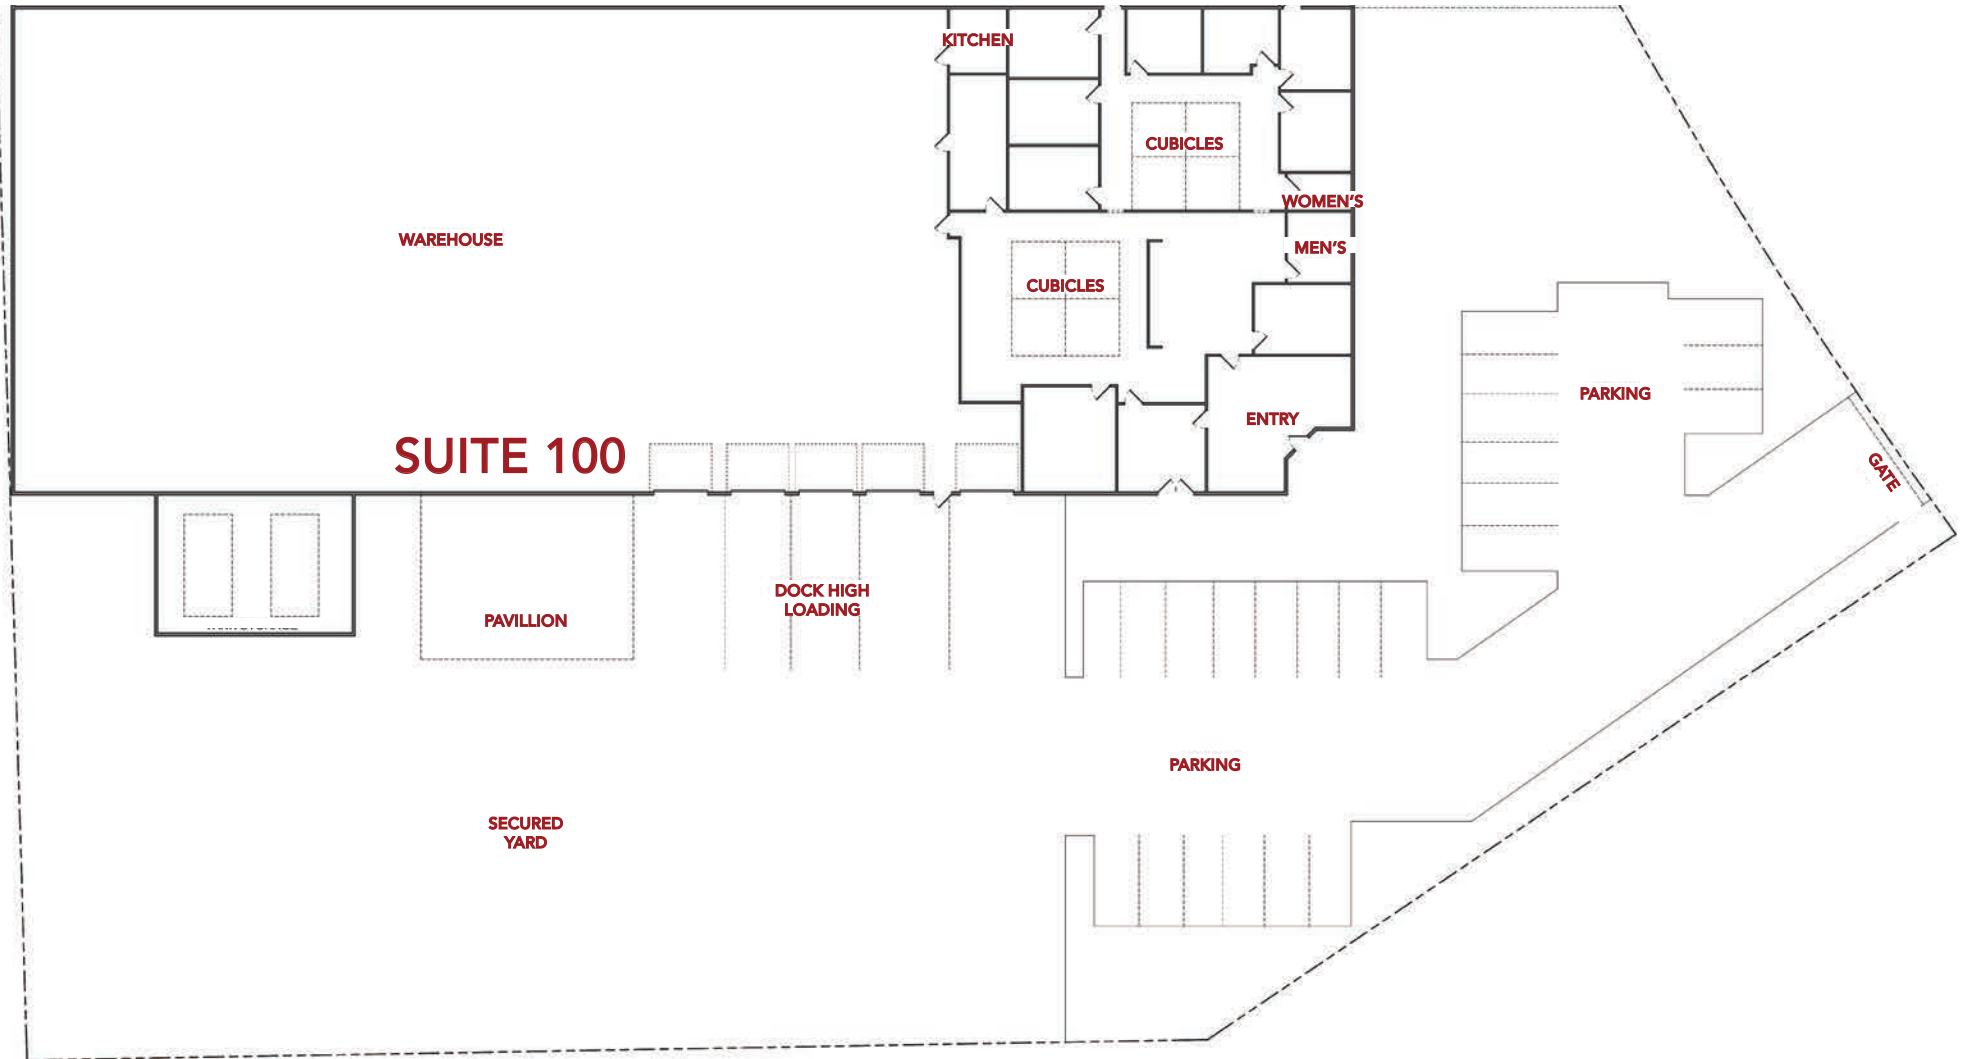 KITCHEN
CUBICLES
WOMEN'S
WAREHOUSE
MEN'S
CUBICLES
PARKING
ENTRY
SUITE 100
GATE
DOCK HIGH
LOADING
PAVILLION
PARKING
SECURED
YARD